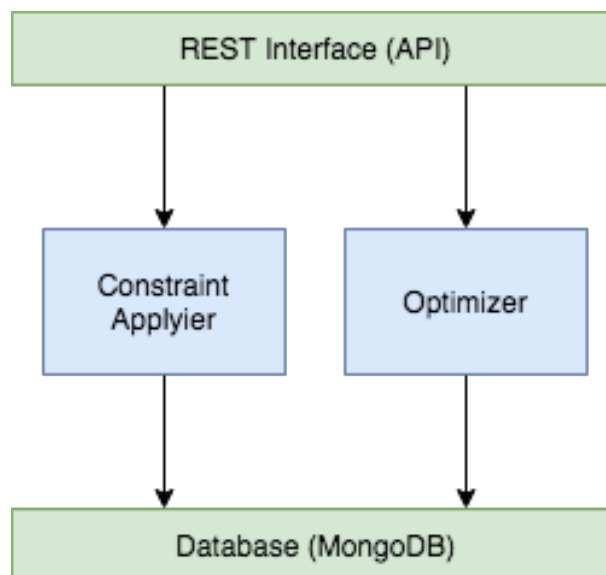 REST Interface (API)
Constraint
Applyier
Optimizer
Database (MongoDB)